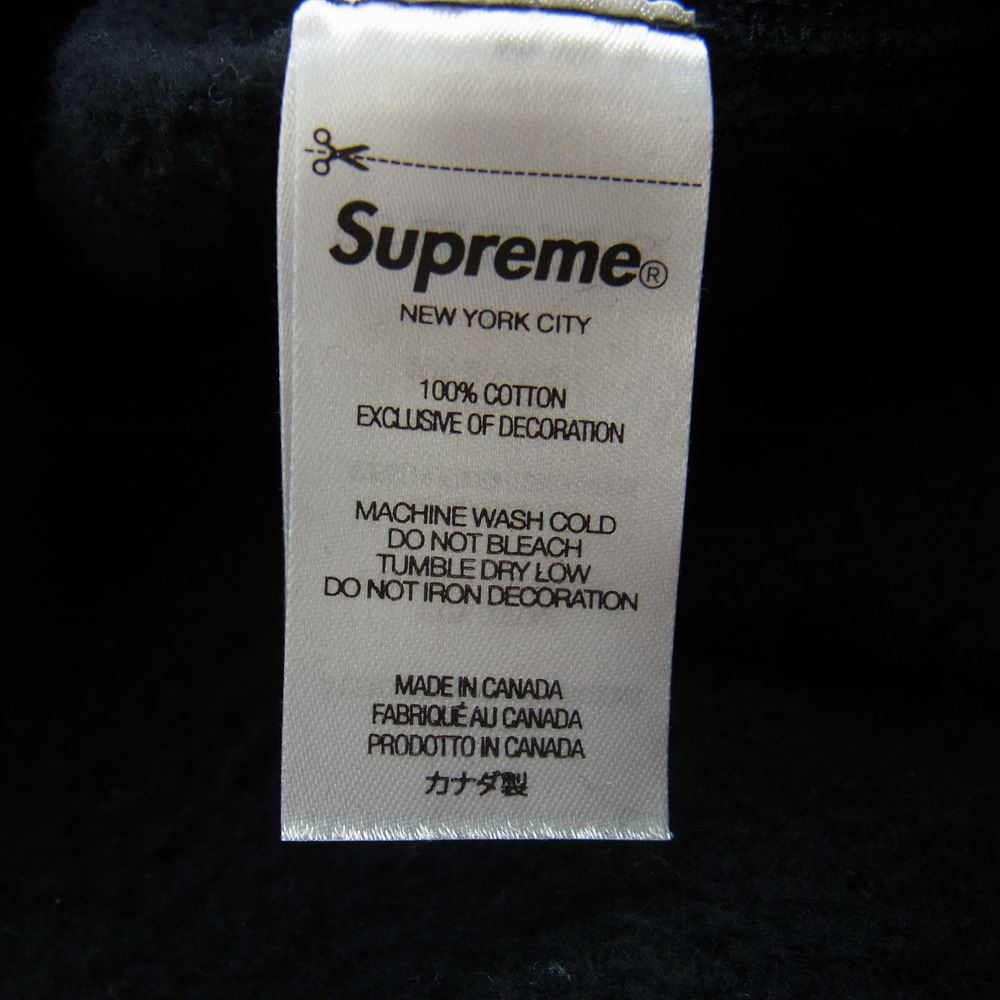 Supreme®
NEW YORK CITY
100% COTTON
EXCLUSIVE OF DECORATION
MACHINE WASH COLD
DO NOT BLEACH
TUMBLE DRY LOW
DO NOT IRON DECORATION
MADE IN CANADA
FABRIQUÉ AU CANADA
PRODOTTO IN CANADA
カナダ製